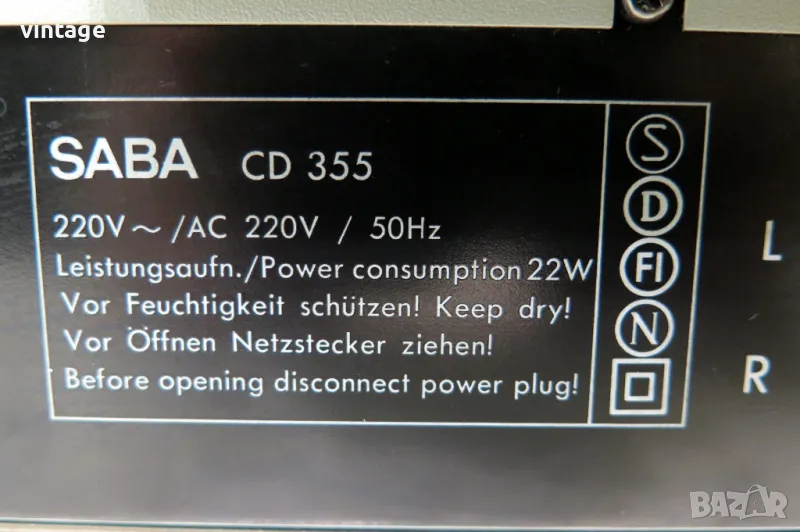 vintage
SABA CD 355
220V~/AC 220V / 50Hz
Leistungsaufn./Power consumption 22W
Vor Feuchtigkeit schützen! Keep dry!
Vor Öffnen Netzstecker ziehen!
Before opening disconnect power plug!
S
D
FI
N
L
R
BAZAR